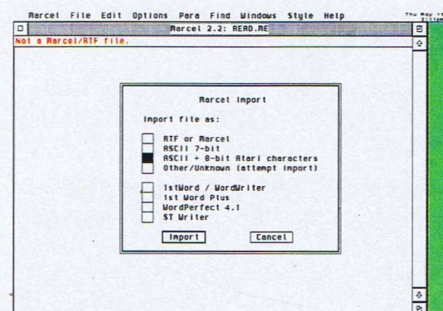 Marcel File Edit Options Para Find Windows Style Help
Marcel 2.2: READ.ME
Not a Marcel/RTF file.
Marcel Import
Import file as:
RTF or Marcel
ASCII 7-bit
ASCII + 8-bit Atari characters
Other/Unknown (attempt import)
1stWord / WordWriter
1st Word Plus
WordPerfect 4.1
ST Writer
Import Cancel